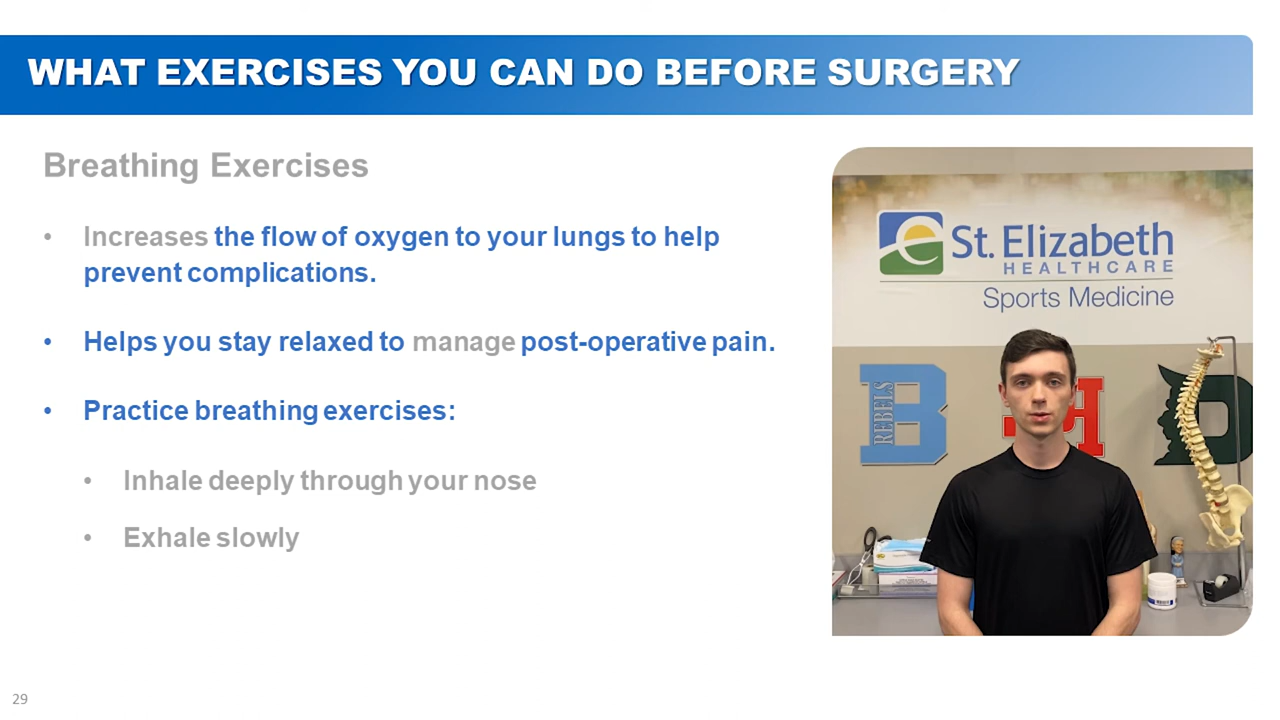 WHAT EXERCISES YOU CAN DO BEFORE SURGERY
Breathing Exercises
• Increases the flow of oxygen to your lungs to help
prevent complications.
• Helps you stay relaxed to manage post-operative pain.
• Practice breathing exercises:
• Inhale deeply through your nose
• Exhale slowly
St. Elizabeth
HEALTHCARE
Sports Medicine
B
REBELS
H
D
29